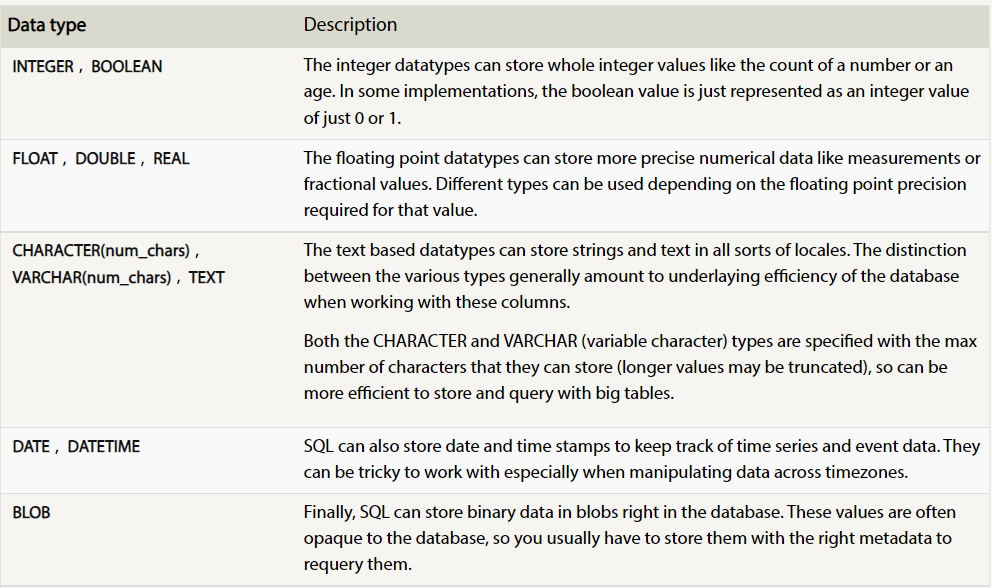 Data type Description
INTEGER , BOOLEAN
The integer datatypes can store whole integer values like the count of a number or an
age. In some implementations, the boolean value is just represented as an integer value
of just 0 or 1.
FLOAT , DOUBLE , REAL
The floating point datatypes can store more precise numerical data like measurements or
fractional values. Different types can be used depending on the floating point precision
required for that value.
CHARACTER(num_chars) ,
VARCHAR(num_chars) , TEXT
The text based datatypes can store strings and text in all sorts of locales. The distinction
between the various types generally amount to underlaying efficiency of the database
when working with these columns.
Both the CHARACTER and VARCHAR (variable character) types are specified with the max
number of characters that they can store (longer values may be truncated), so can be
more efficient to store and query with big tables.
DATE , DATETIME
SQL can also store date and time stamps to keep track of time series and event data. They
can be tricky to work with especially when manipulating data across timezones.
BLOB
Finally, SQL can store binary data in blobs right in the database. These values are often
opaque to the database, so you usually have to store them with the right metadata to
requery them.